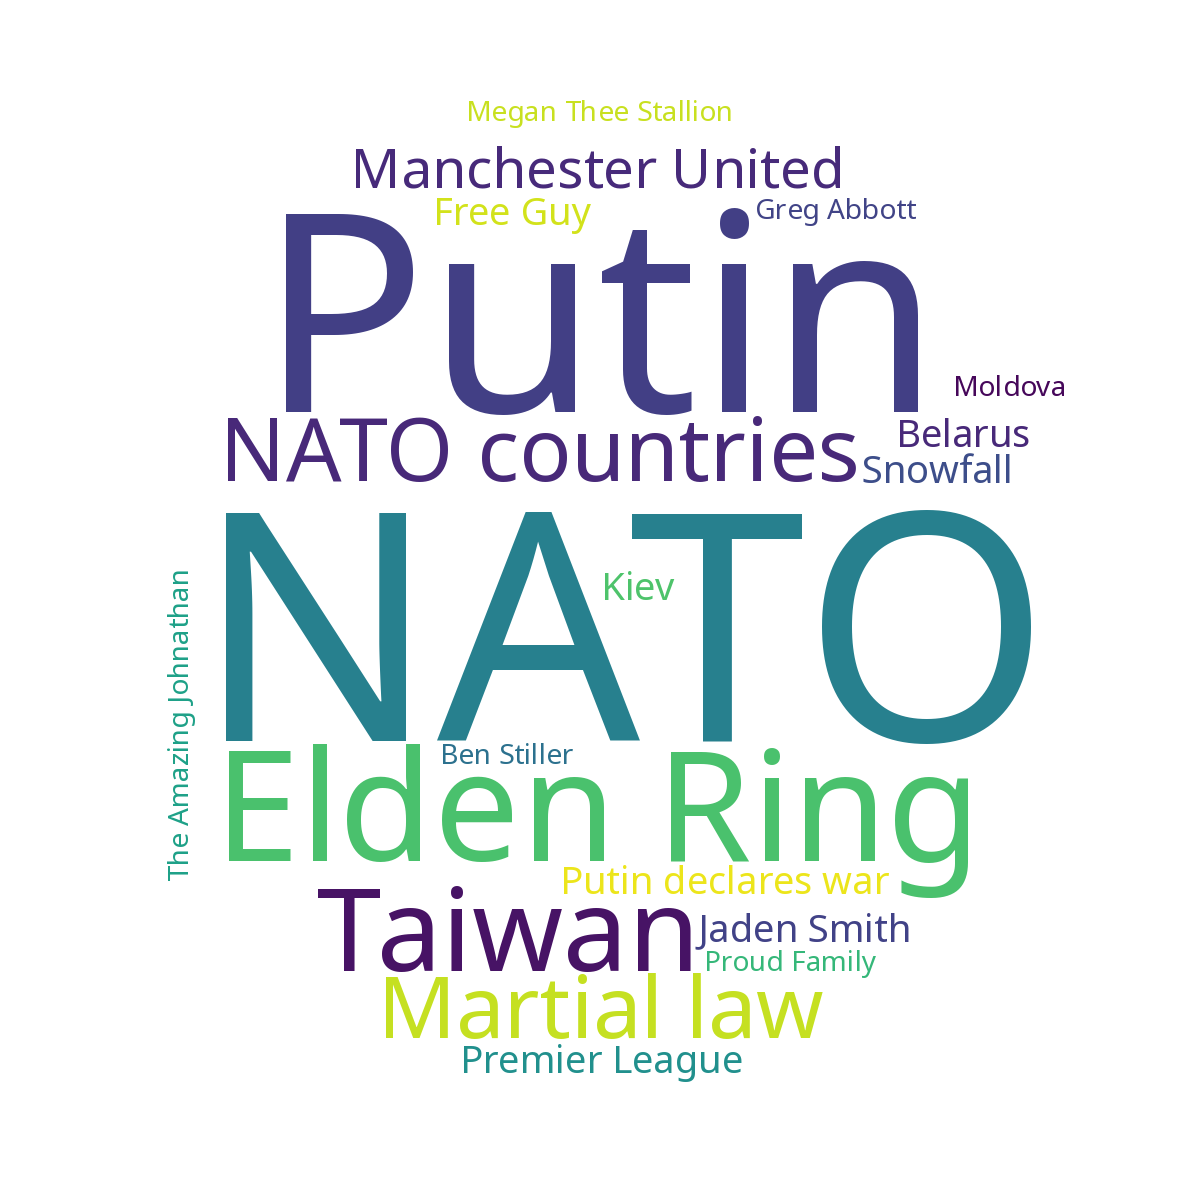 Megan Thee Stallion
Manchester United
Free Guy
Greg Abbott
Putin
Moldova
NATO countries
Belarus
Snowfall
NATO
Kiev
The Amazing Johnathan
Ben Stiller
Elden Ring
Putin declares war
Taiwan
Jaden Smith
Proud Family
Martial law
Premier League